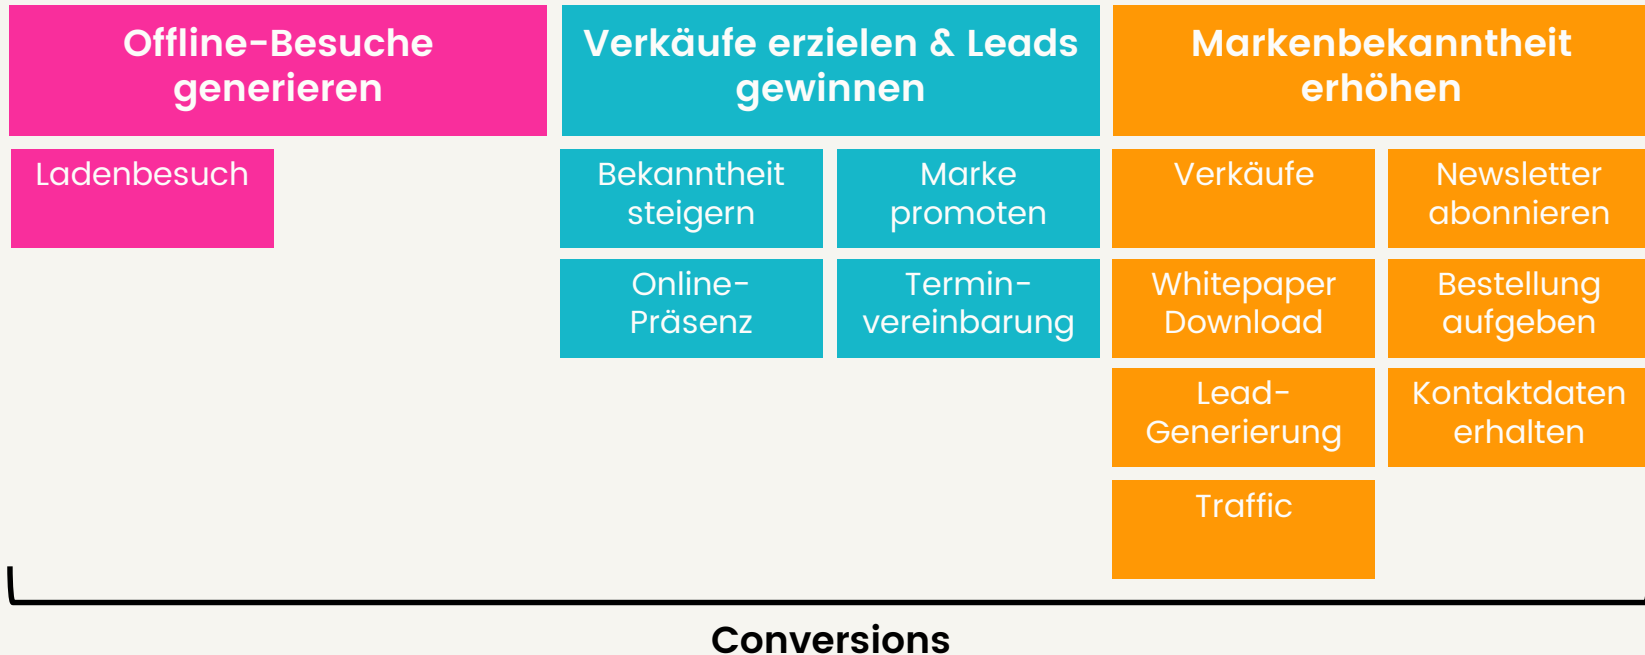 Offline-Besuche
generieren
Verkäufe erzielen & Leads
gewinnen
Markenbekanntheit
erhöhen
Ladenbesuch
Bekanntheit
steigern
Marke
promoten
Verkäufe
Newsletter
abonnieren
Online-
Präsenz
Termin-
vereinbarung
Whitepaper
Download
Bestellung
aufgeben
Lead-
Generierung
Kontaktdaten
erhalten
Traffic
Conversions